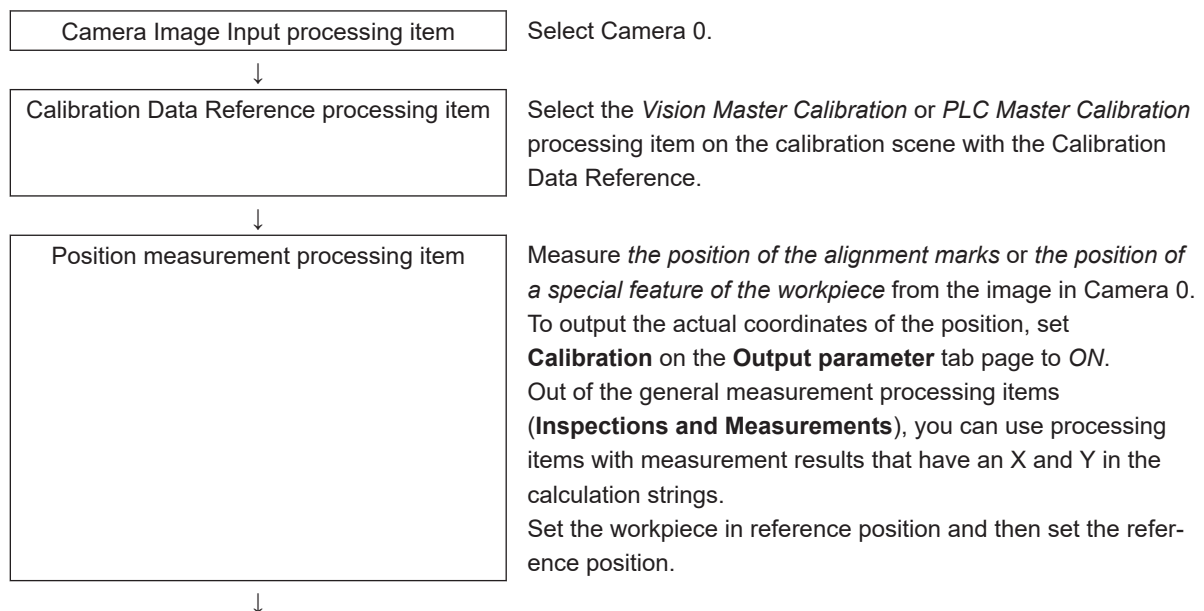 Camera Image Input processing item
Select Camera 0.
↓
Calibration Data Reference processing item
Select the Vision Master Calibration or PLC Master Calibration
processing item on the calibration scene with the Calibration
Data Reference.
↓
Position measurement processing item
Measure the position of the alignment marks or the position of
a special feature of the workpiece from the image in Camera 0.
To output the actual coordinates of the position, set
Calibration on the Output parameter tab page to ON.
Out of the general measurement processing items
(Inspections and Measurements), you can use processing
items with measurement results that have an X and Y in the
calculation strings.
Set the workpiece in reference position and then set the refer-
ence position.
↓